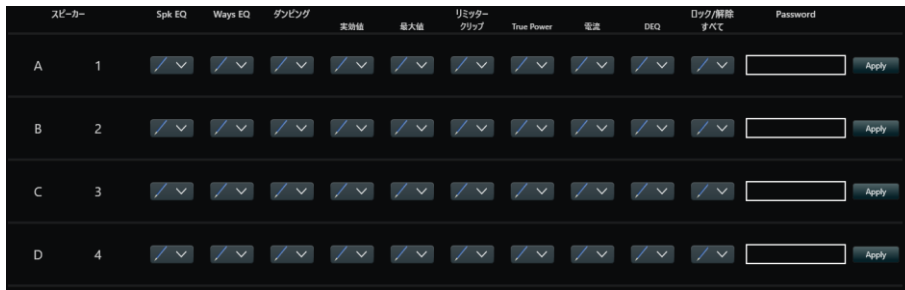 スピーカー Spk EQ Ways EQ ダンピング リミッター ロック/解除 Password
実効値 最大値 クリップ True Power 電流 DEQ すべて
A 1 Apply
B 2 Apply
C 3 Apply
D 4 Apply